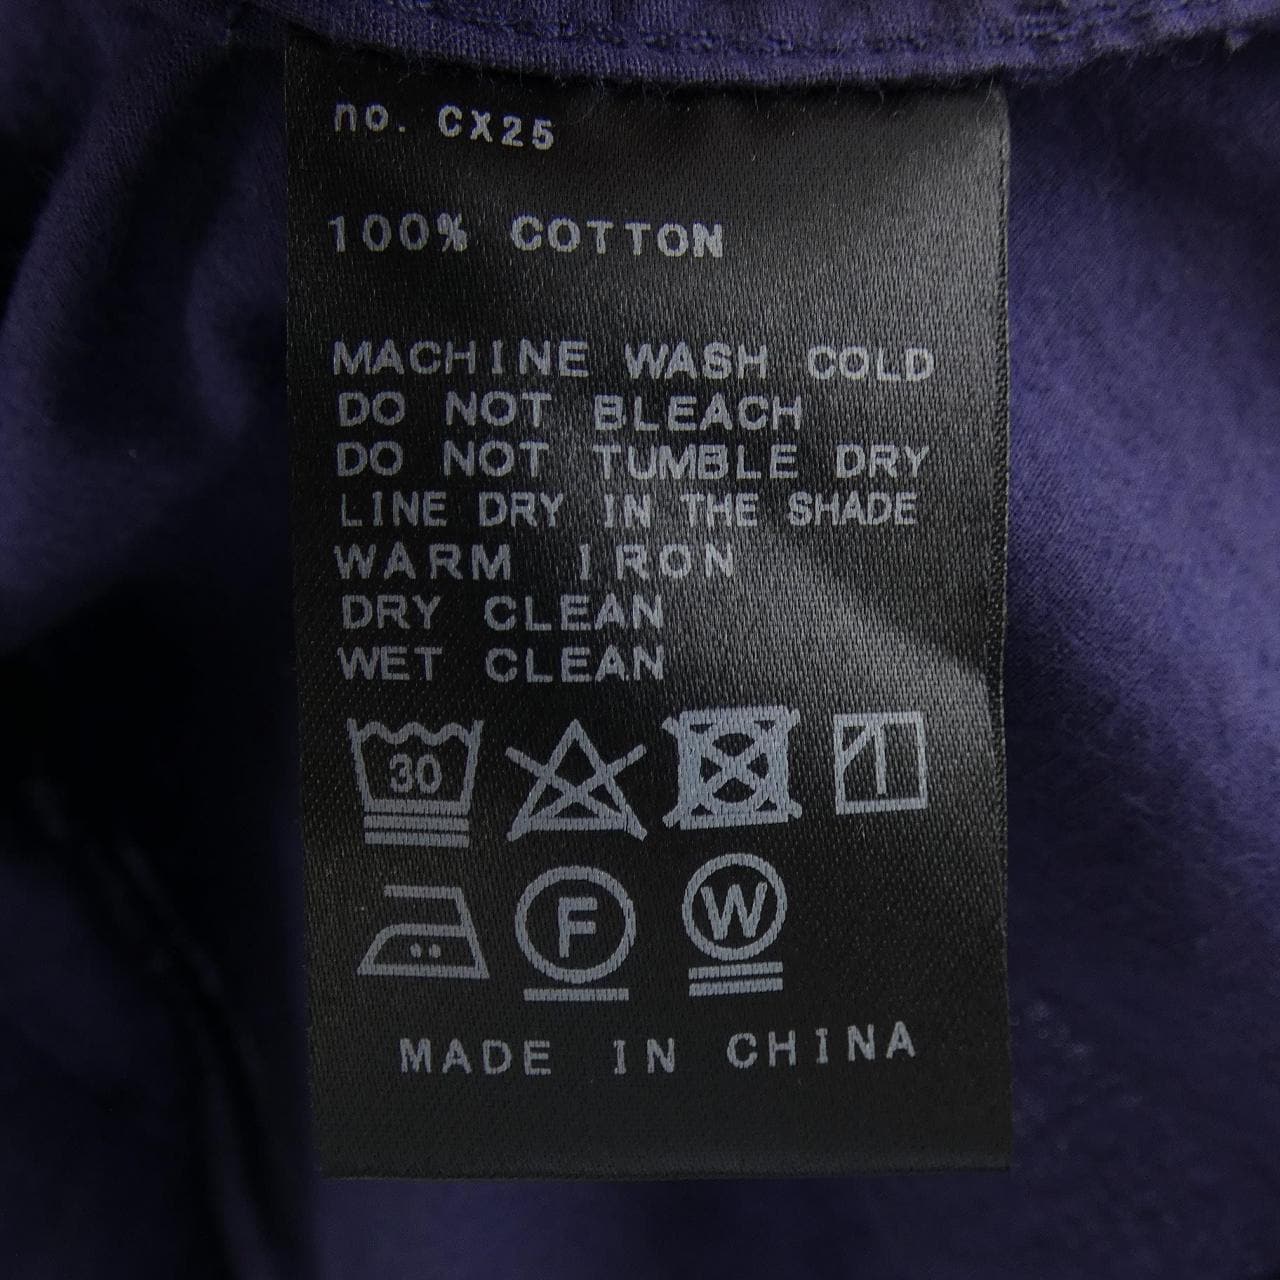 no. CX25
100% COTTON
MACHINE WASH COLD
DO NOT BLEACH
DO NOT TUMBLE DRY
LINE DRY IN THE SHADE
WARM IRON
DRY CLEAN
WET CLEAN
30
F W
MADE IN CHINA